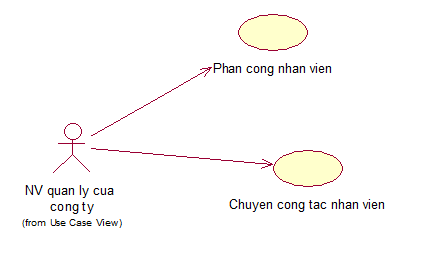 Phan cong nhan vien
NV quan ly cua
cong ty
(from Use Case View)
Chuyen cong tac nhan vien